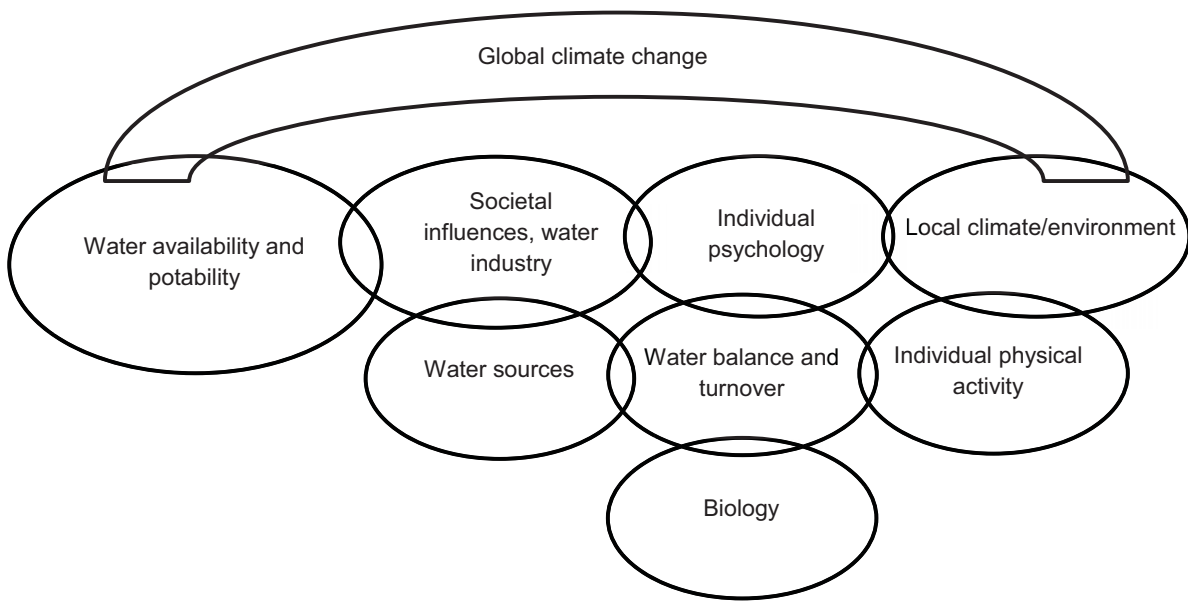 Global climate change
Water availability and
potability
Societal
influences, water
industry
Individual
psychology
Local climate/environment
Water sources
Water balance and
turnover
Individual physical
activity
Biology